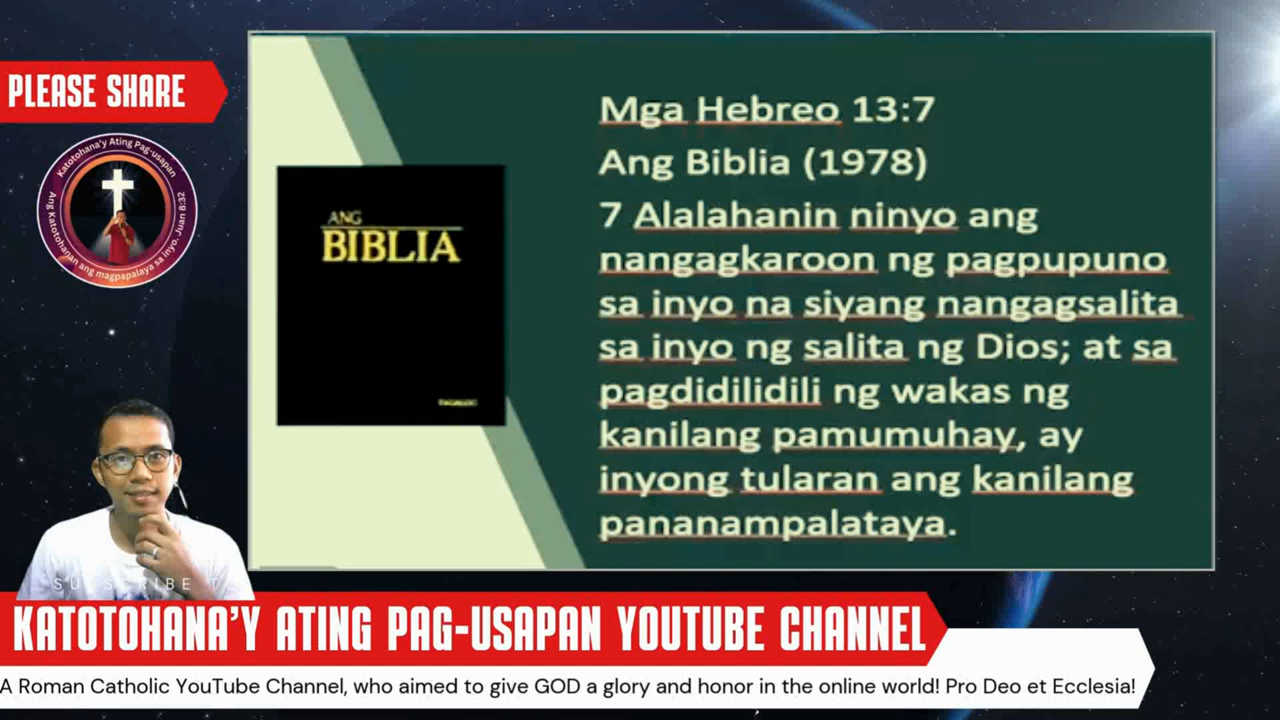 PLEASE SHARE
Katotohana'y Ating Pag-usapan
Ang Katotohanan ang magpapalaya sa inyo. Juan 8:32
ANG
BIBLIA
TAGALOG
Mga Hebreo 13:7
Ang Biblia (1978)
7 Alalahanin ninyo ang
nangagkaroon ng pagpupuno
sa inyo na siyang nangagsalita
sa inyo ng salita ng Dios; at sa
pagdidilidili ng wakas ng
kanilang pamumuhay, ay
inyong tularan ang kanilang
pananampalataya.
KATOTOHANA'Y ATING PAG-USAPAN YOUTUBE CHANNEL
A Roman Catholic YouTube Channel, who aimed to give GOD a glory and honor in the online world! Pro Deo et Ecclesia!